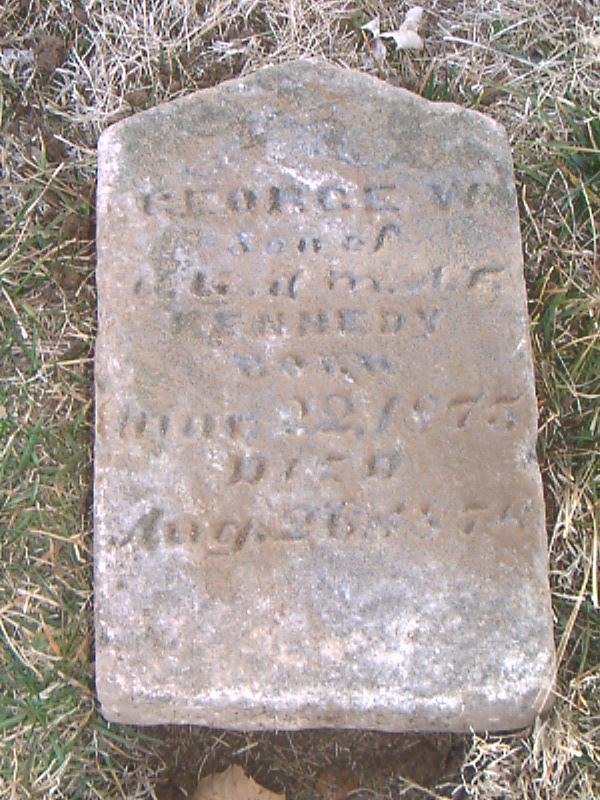 GEORGE W.
Son of
KENNEDY
BORN
Mar. 22, 1875
DIED
Aug. 26,